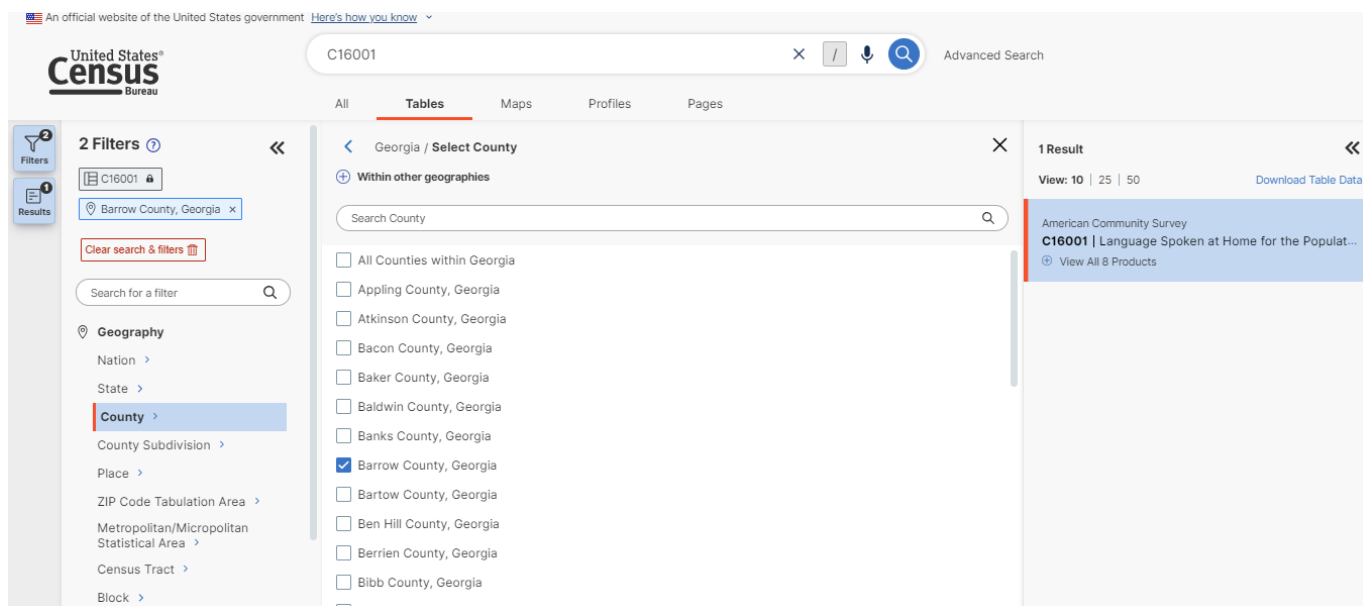 An official website of the United States government Here's how you know
United States®
Census
Bureau
C16001
/
Advanced Search
All Tables Maps Profiles Pages
2
Filters
1
Results
2 Filters ?
C16001
Barrow County, Georgia ×
Clear search & filters
Search for a filter
Geography
Nation
State
County
County Subdivision
Place
ZIP Code Tabulation Area
Metropolitan/Micropolitan
Statistical Area
Census Tract
Block
Georgia / Select County
Within other geographies
Search County
All Counties within Georgia
Appling County, Georgia
Atkinson County, Georgia
Bacon County, Georgia
Baker County, Georgia
Baldwin County, Georgia
Banks County, Georgia
Barrow County, Georgia
Bartow County, Georgia
Ben Hill County, Georgia
Berrien County, Georgia
Bibb County, Georgia
1 Result
View: 10 | 25 | 50 Download Table Data
American Community Survey
C16001 | Language Spoken at Home for the Populat...
View All 8 Products